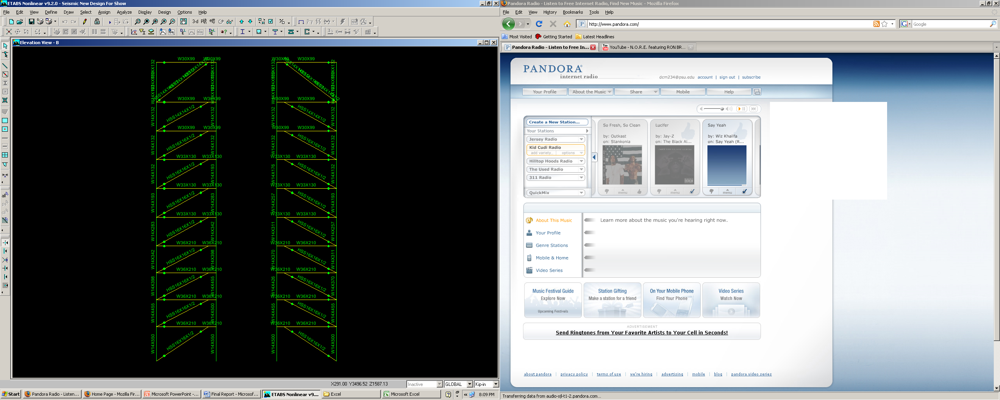 ETABS Nonlinear v9.2.0 - Seismic New Design For Show
File Edit View Define Draw Select Assign Analyze Display Design Options Help
3-d
Elevation View - B
W30X99 W30X99 W30X99 W30X99
W14X132 W14X132 W14X132 W14X132
W30X99 W30X99 W30X99 W30X99
W14X132 HSS14X14X1/2 W14X132 W14X132 HSS14X14X1/2 W14X132
W30X99 W30X99 W30X99 W30X99
W14X132 HSS16X16X1/2 W14X132 W14X132 HSS16X16X1/2 W14X132
W33X130 W33X130 W33X130 W33X130
W14X132 HSS16X16X1/2 W14X193 W14X176 HSS16X16X1/2 W14X132
W33X130 W33X130 W33X130 W33X130
W14X193 HSS16X16X1/2 W14X283 W14X257 HSS16X16X1/2 W14X193
W33X130 W33X130 W33X130 W33X130
W14X283 HSS16X16X1/2 W14X342 W14X311 HSS16X16X1/2 W14X257
W36X210 W36X210 W36X210 W36X210
W14X342 HSS16X16X1/2 W14X398 W14X370 HSS16X16X1/2 W14X311
W36X210 W36X210 W36X210 W36X210
W14X398 HSS16X16X1/2 W14X455 W14X426 HSS16X16X1/2 W14X370
W36X210 W36X210 W36X210 W36X210
W14X455 HSS16X16X1/2 W14X500 W14X455 HSS16X16X1/2 W14X455
W36X210 W36X210 W36X210 W36X210
W14X550 HSS16X16X1/2 W14X550 W14X500 HSS16X16X1/2 W14X500
all
ps
clr
X291.00 Y3496.52 Z1587.13 Inactive GLOBAL Kip-in
Start Pandora Radio - Listen... Home Page - Mozilla Fir... Microsoft PowerPoint -... Final Report - Microsof... ETABS Nonlinear v9.... Excel Microsoft Excel 8:09 PM
Pandora Radio - Listen to Free Internet Radio, Find New Music - Mozilla Firefox
File Edit View History Bookmarks Tools Help
http://www.pandora.com/
Google
Most Visited Getting Started Latest Headlines
Pandora Radio - Listen to Free In...
YouTube - N.O.R.E. featuring RON BR...
PANDORA
internet radio
dcm234@psu.edu account | sign out | subscribe
Your Profile About the Music Share Mobile Help
Create a New Station...
Your Stations
Jersey Radio
Kid Cudi Radio
add variety... options
Hilltop Hoods Radio
The Used Radio
311 Radio
QuickMix
So Fresh, So Clean
by: Outkast
on: Stankonia
menu
Lucifer
by: Jay-Z
on: The Black Al...
menu
Say Yeah
by: Wiz Khalifa
on: Say Yeah (R...
menu
About This Music
Your Profile
Genre Stations
Mobile & Home
Video Series
Learn more about the music you're hearing right now.
Music Festival Guide
Explore Now
Upcoming Festivals
Station Gifting
Make a station for a friend
On Your Mobile Phone
Find Your Phone
Video Series
Watch Now
ADVERTISEMENT
Send Ringtones from Your Favorite Artists to Your Cell in Seconds!
about pandora | privacy policy | terms of use | we're hiring | advertising | mobile | blog | pandora video series
Transferring data from audio-sjl-t1-2.pandora.com...